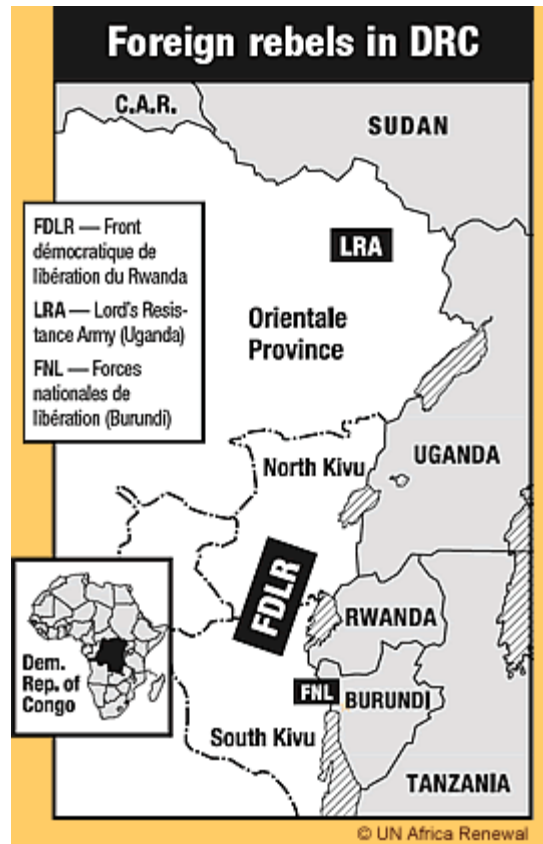 Foreign rebels in DRC
C.A.R.
SUDAN
FDLR — Front
démocratique de
libération du Rwanda
LRA — Lord's Resis-
tance Army (Uganda)
FNL — Forces
nationales de
libération (Burundi)
LRA
Orientale
Province
North Kivu
UGANDA
FDLR
RWANDA
Dem.
Rep. of
Congo
FNL
BURUNDI
South Kivu
TANZANIA
© UN Africa Renewal